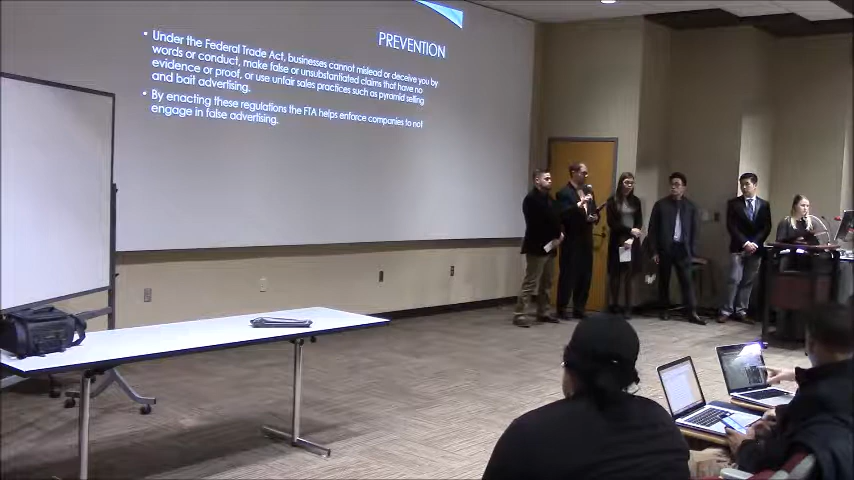 PREVENTION
• Under the Federal Trade Act, businesses cannot mislead or deceive you by
words or conduct, make false or unsubstantiated claims that have no
evidence or proof, or use unfair sales practices such as pyramid selling
and bait advertising.
• By enacting these regulations the FTA helps enforce companies to not
engage in false advertising.